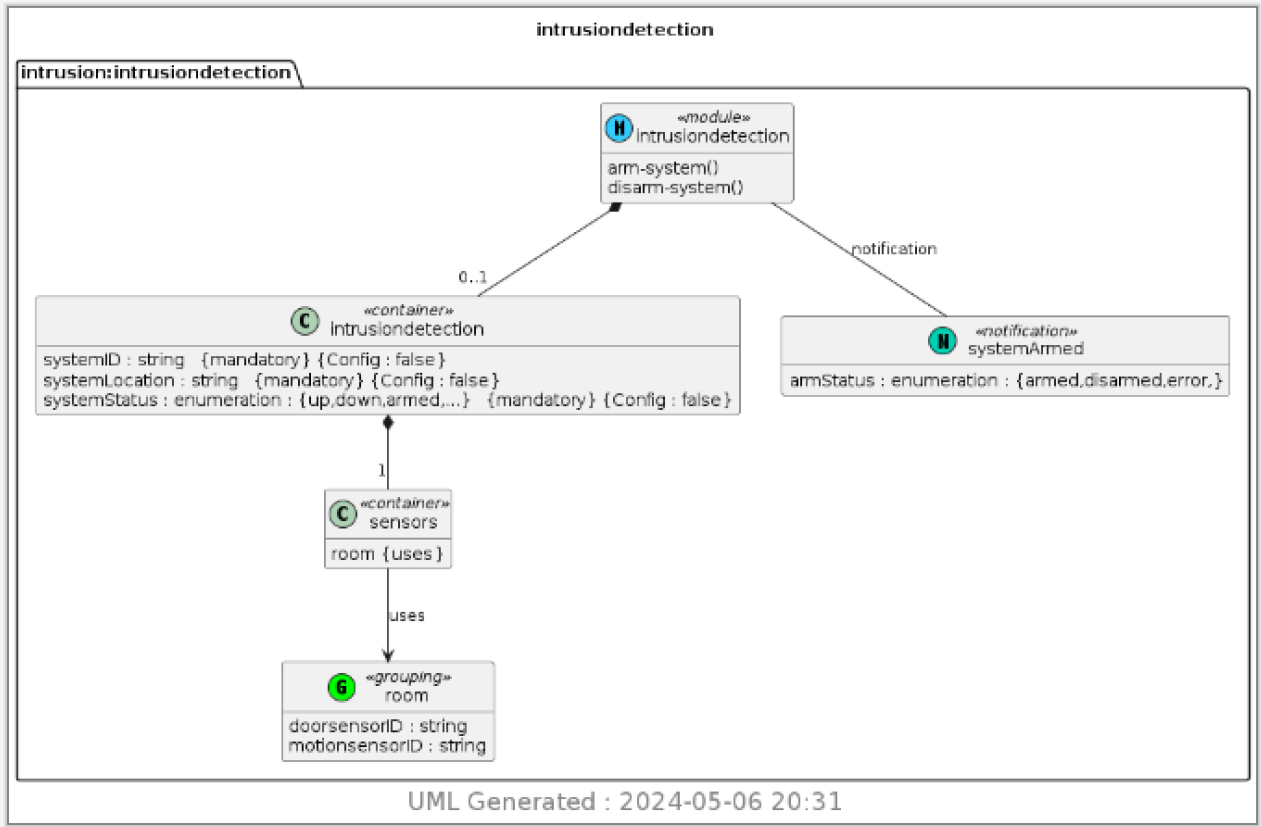 intrusiondetection
intrusion:intrusiondetection
M
«module»
intrusiondetection
arm-system()
disarm-system()
notification
0..1
C
«container»
intrusiondetection
systemID : string {mandatory} {Config : false}
systemLocation : string {mandatory} {Config : false}
systemStatus : enumeration : {up,down,armed,...} {mandatory} {Config : false}
N
«notification»
systemArmed
armStatus : enumeration : {armed,disarmed,error,}
1
C
«container»
sensors
room {uses}
uses
G
«grouping»
room
doorsensorID : string
motionsensorID : string
UML Generated : 2024-05-06 20:31